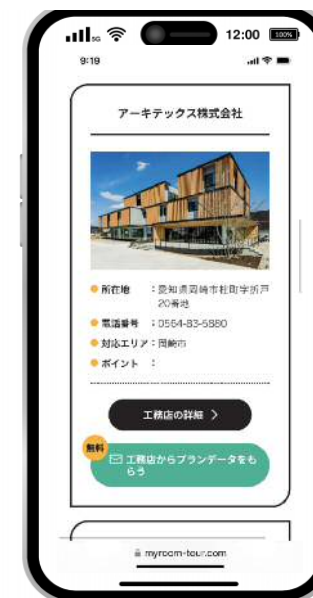 5G 12:00 100%
9:19
アーキテックス株式会社
所在地 :愛知県岡崎市柱町字折戸
20番地
電話番号 :0564-83-5880
対応エリア:岡崎市
ポイント :
工務店の詳細 >
無料
工務店からプランデータをも
らう
myroom-tour.com